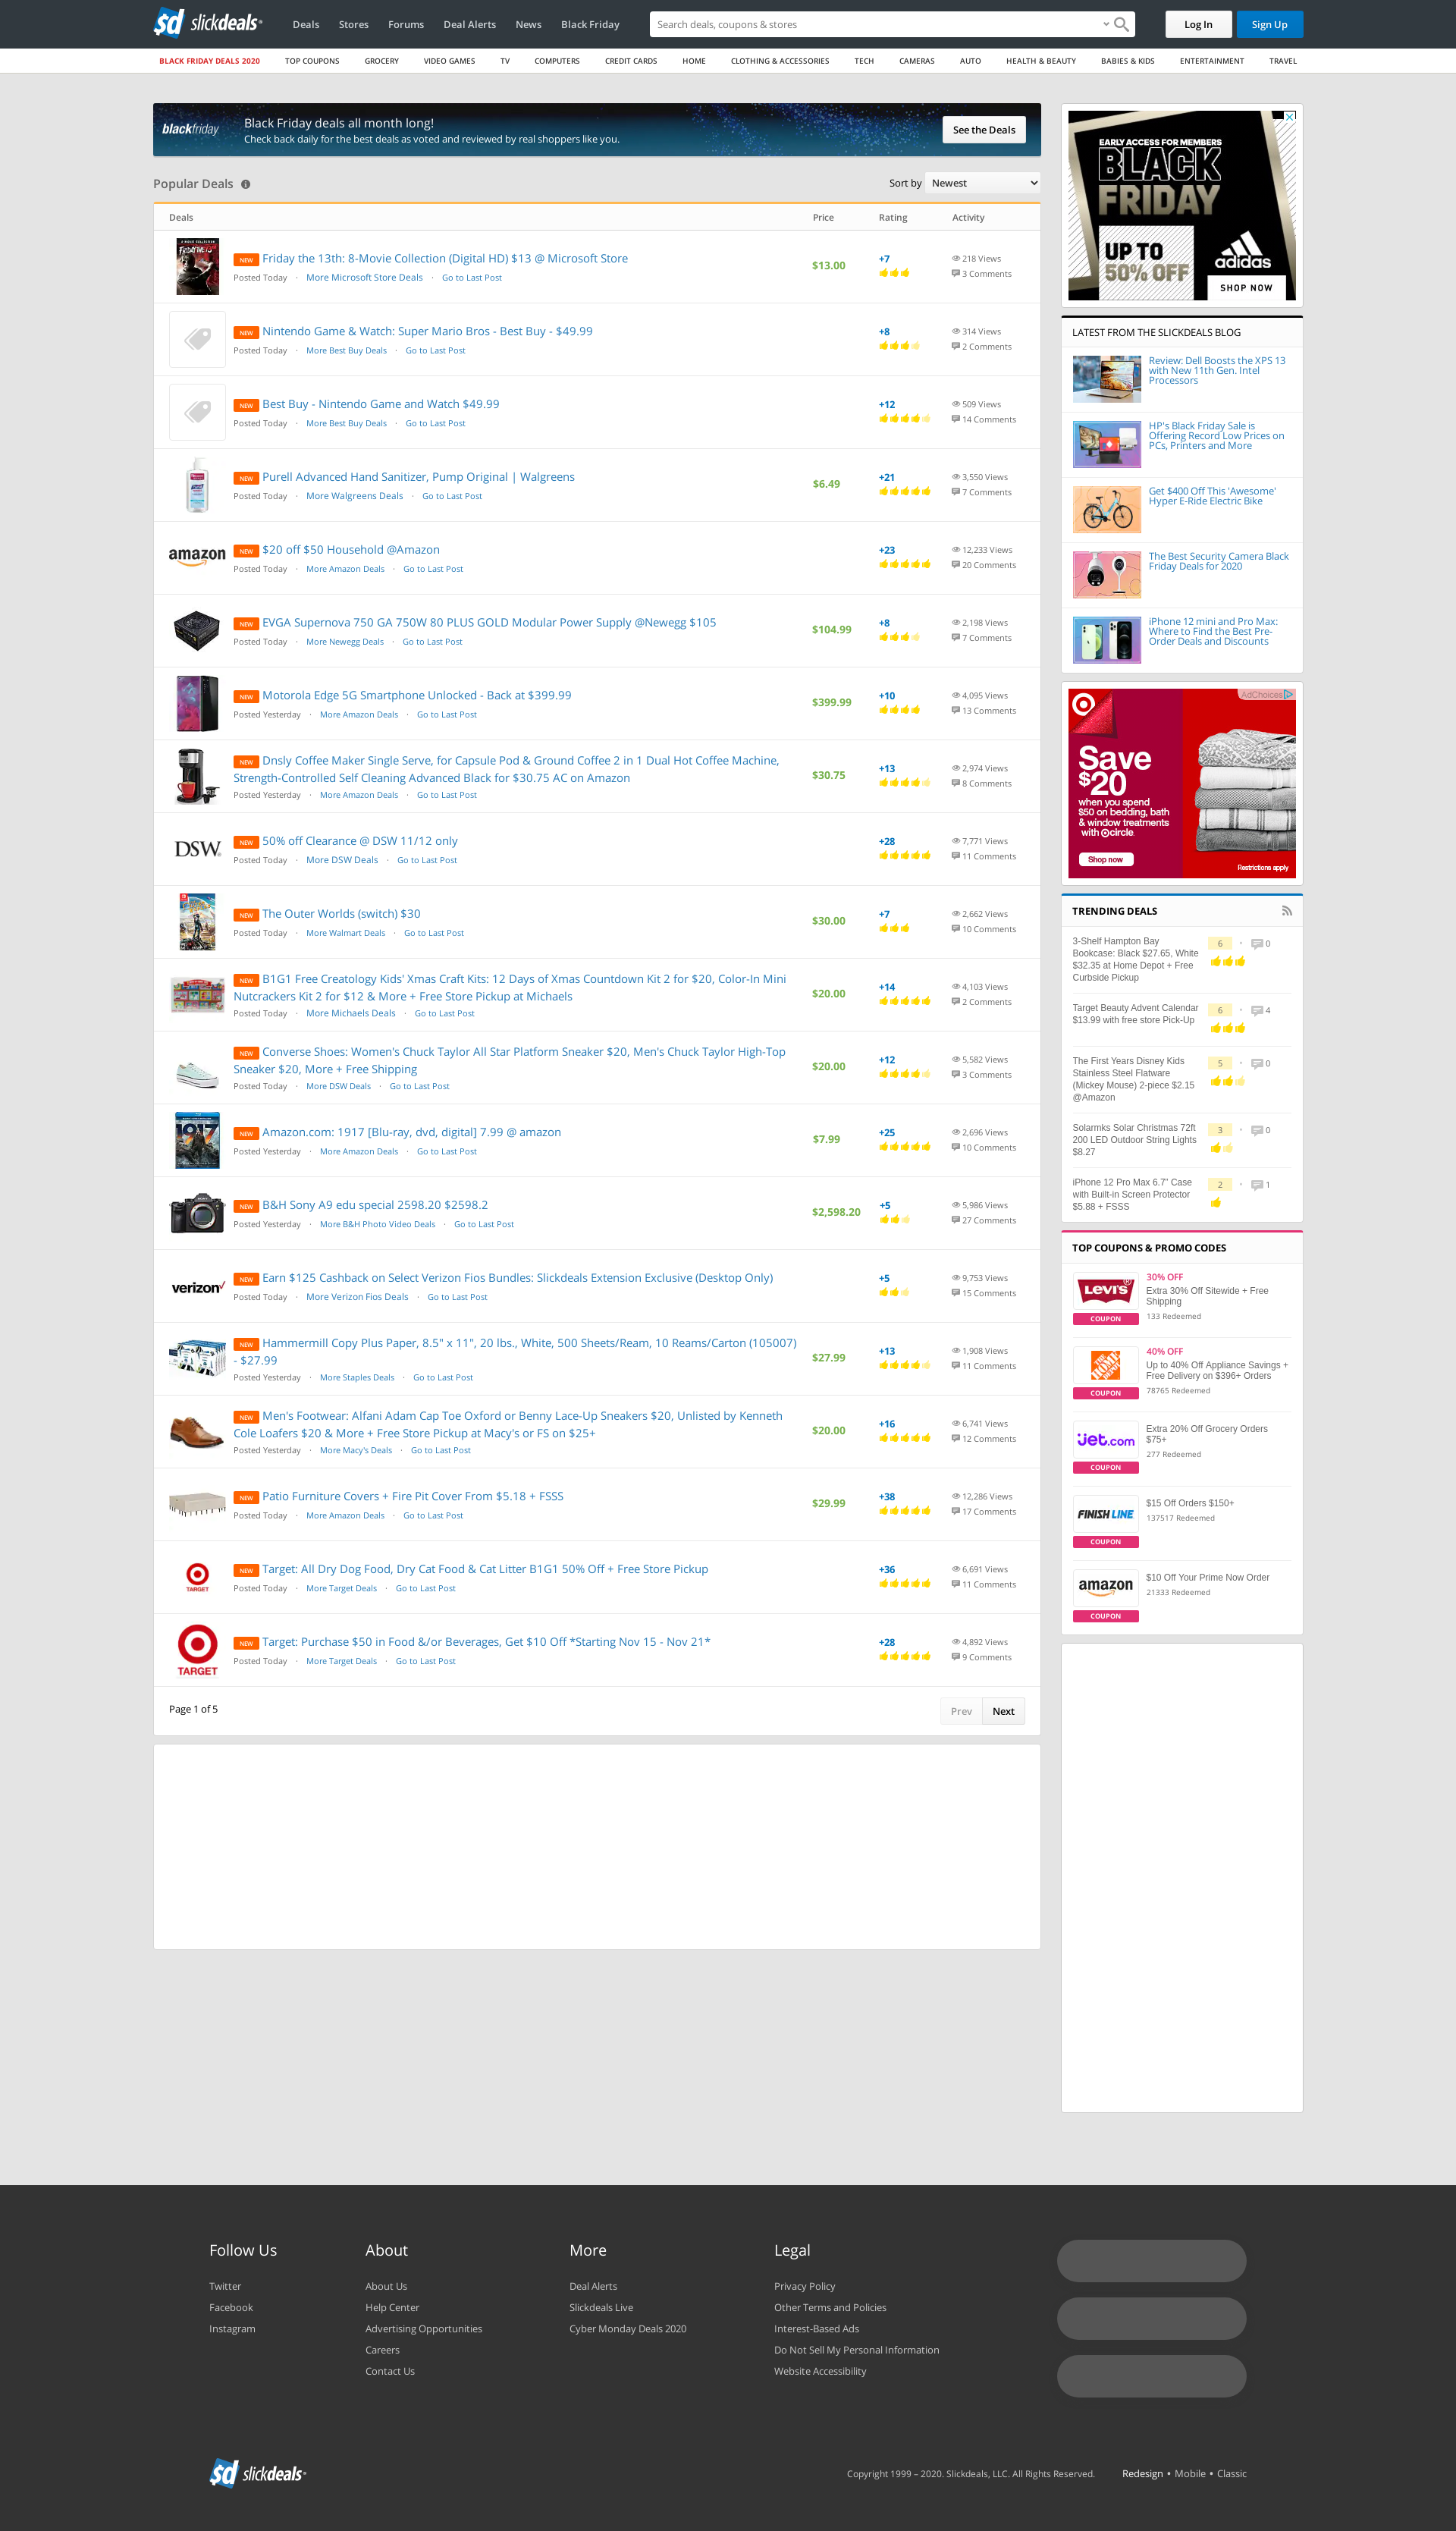 sd slickdeals
Deals Stores Forums Deal Alerts News Black Friday
Search deals, coupons & stores
Log In Sign Up
BLACK FRIDAY DEALS 2020 TOP COUPONS GROCERY VIDEO GAMES TV COMPUTERS CREDIT CARDS HOME CLOTHING & ACCESSORIES TECH CAMERAS AUTO HEALTH & BEAUTY BABIES & KIDS ENTERTAINMENT TRAVEL
blackfriday
Black Friday deals all month long!
Check back daily for the best deals as voted and reviewed by real shoppers like you.
See the Deals
Popular Deals
Sort by Newest
Deals Price Rating Activity
NEW Friday the 13th: 8-Movie Collection (Digital HD) $13 @ Microsoft Store
Posted Today · More Microsoft Store Deals · Go to Last Post
$13.00
+7
218 Views
3 Comments
NEW Nintendo Game & Watch: Super Mario Bros - Best Buy - $49.99
Posted Today · More Best Buy Deals · Go to Last Post
+8
314 Views
2 Comments
NEW Best Buy - Nintendo Game and Watch $49.99
Posted Today · More Best Buy Deals · Go to Last Post
+12
509 Views
14 Comments
NEW Purell Advanced Hand Sanitizer, Pump Original | Walgreens
Posted Today · More Walgreens Deals · Go to Last Post
$6.49
+21
3,550 Views
7 Comments
amazon
NEW $20 off $50 Household @Amazon
Posted Today · More Amazon Deals · Go to Last Post
+23
12,233 Views
20 Comments
NEW EVGA Supernova 750 GA 750W 80 PLUS GOLD Modular Power Supply @Newegg $105
Posted Today · More Newegg Deals · Go to Last Post
$104.99
+8
2,198 Views
7 Comments
NEW Motorola Edge 5G Smartphone Unlocked - Back at $399.99
Posted Yesterday · More Amazon Deals · Go to Last Post
$399.99
+10
4,095 Views
13 Comments
NEW Dnsly Coffee Maker Single Serve, for Capsule Pod & Ground Coffee 2 in 1 Dual Hot Coffee Machine,
Strength-Controlled Self Cleaning Advanced Black for $30.75 AC on Amazon
Posted Yesterday · More Amazon Deals · Go to Last Post
$30.75
+13
2,974 Views
8 Comments
DSW
NEW 50% off Clearance @ DSW 11/12 only
Posted Today · More DSW Deals · Go to Last Post
+28
7,771 Views
11 Comments
NEW The Outer Worlds (switch) $30
Posted Today · More Walmart Deals · Go to Last Post
$30.00
+7
2,662 Views
10 Comments
NEW B1G1 Free Creatology Kids' Xmas Craft Kits: 12 Days of Xmas Countdown Kit 2 for $20, Color-In Mini
Nutcrackers Kit 2 for $12 & More + Free Store Pickup at Michaels
Posted Today · More Michaels Deals · Go to Last Post
$20.00
+14
4,103 Views
2 Comments
NEW Converse Shoes: Women's Chuck Taylor All Star Platform Sneaker $20, Men's Chuck Taylor High-Top
Sneaker $20, More + Free Shipping
Posted Today · More DSW Deals · Go to Last Post
$20.00
+12
5,582 Views
3 Comments
1917
NEW Amazon.com: 1917 [Blu-ray, dvd, digital] 7.99 @ amazon
Posted Yesterday · More Amazon Deals · Go to Last Post
$7.99
+25
2,696 Views
10 Comments
NEW B&H Sony A9 edu special 2598.20 $2598.2
Posted Yesterday · More B&H Photo Video Deals · Go to Last Post
$2,598.20
+5
5,986 Views
27 Comments
verizon
NEW Earn $125 Cashback on Select Verizon Fios Bundles: Slickdeals Extension Exclusive (Desktop Only)
Posted Today · More Verizon Fios Deals · Go to Last Post
+5
9,753 Views
15 Comments
NEW Hammermill Copy Plus Paper, 8.5" x 11", 20 lbs., White, 500 Sheets/Ream, 10 Reams/Carton (105007)
- $27.99
Posted Yesterday · More Staples Deals · Go to Last Post
$27.99
+13
1,908 Views
11 Comments
NEW Men's Footwear: Alfani Adam Cap Toe Oxford or Benny Lace-Up Sneakers $20, Unlisted by Kenneth
Cole Loafers $20 & More + Free Store Pickup at Macy's or FS on $25+
Posted Yesterday · More Macy's Deals · Go to Last Post
$20.00
+16
6,741 Views
12 Comments
NEW Patio Furniture Covers + Fire Pit Cover From $5.18 + FSSS
Posted Today · More Amazon Deals · Go to Last Post
$29.99
+38
12,286 Views
17 Comments
TARGET
NEW Target: All Dry Dog Food, Dry Cat Food & Cat Litter B1G1 50% Off + Free Store Pickup
Posted Today · More Target Deals · Go to Last Post
+36
6,691 Views
11 Comments
TARGET
NEW Target: Purchase $50 in Food &/or Beverages, Get $10 Off *Starting Nov 15 - Nov 21*
Posted Today · More Target Deals · Go to Last Post
+28
4,892 Views
9 Comments
Page 1 of 5
Prev Next
EARLY ACCESS FOR MEMBERS
BLACK
FRIDAY
UP TO
50% OFF
adidas
SHOP NOW
LATEST FROM THE SLICKDEALS BLOG
Review: Dell Boosts the XPS 13
with New 11th Gen. Intel
Processors
HP's Black Friday Sale is
Offering Record Low Prices on
PCs, Printers and More
Get $400 Off This 'Awesome'
Hyper E-Ride Electric Bike
The Best Security Camera Black
Friday Deals for 2020
iPhone 12 mini and Pro Max:
Where to Find the Best Pre-
Order Deals and Discounts
AdChoices
Save
$20
when you spend
$50 on bedding, bath
& window treatments
with circle
Shop now
Restrictions apply
TRENDING DEALS
3-Shelf Hampton Bay
Bookcase: Black $27.65, White
$32.35 at Home Depot + Free
Curbside Pickup
6 · 0
Target Beauty Advent Calendar
$13.99 with free store Pick-Up
6 · 4
The First Years Disney Kids
Stainless Steel Flatware
(Mickey Mouse) 2-piece $2.15
@Amazon
5 · 0
Solarmks Solar Christmas 72ft
200 LED Outdoor String Lights
$8.27
3 · 0
iPhone 12 Pro Max 6.7" Case
with Built-in Screen Protector
$5.88 + FSSS
2 · 1
TOP COUPONS & PROMO CODES
LEVI'S
COUPON
30% OFF
Extra 30% Off Sitewide + Free
Shipping
133 Redeemed
COUPON
40% OFF
Up to 40% Off Appliance Savings +
Free Delivery on $396+ Orders
78765 Redeemed
jet.com
COUPON
Extra 20% Off Grocery Orders
$75+
277 Redeemed
FINISH LINE
COUPON
$15 Off Orders $150+
137517 Redeemed
amazon
COUPON
$10 Off Your Prime Now Order
21333 Redeemed
Follow Us
Twitter
Facebook
Instagram
About
About Us
Help Center
Advertising Opportunities
Careers
Contact Us
More
Deal Alerts
Slickdeals Live
Cyber Monday Deals 2020
Legal
Privacy Policy
Other Terms and Policies
Interest-Based Ads
Do Not Sell My Personal Information
Website Accessibility
sd slickdeals
Copyright 1999 – 2020. Slickdeals, LLC. All Rights Reserved.
Redesign • Mobile • Classic